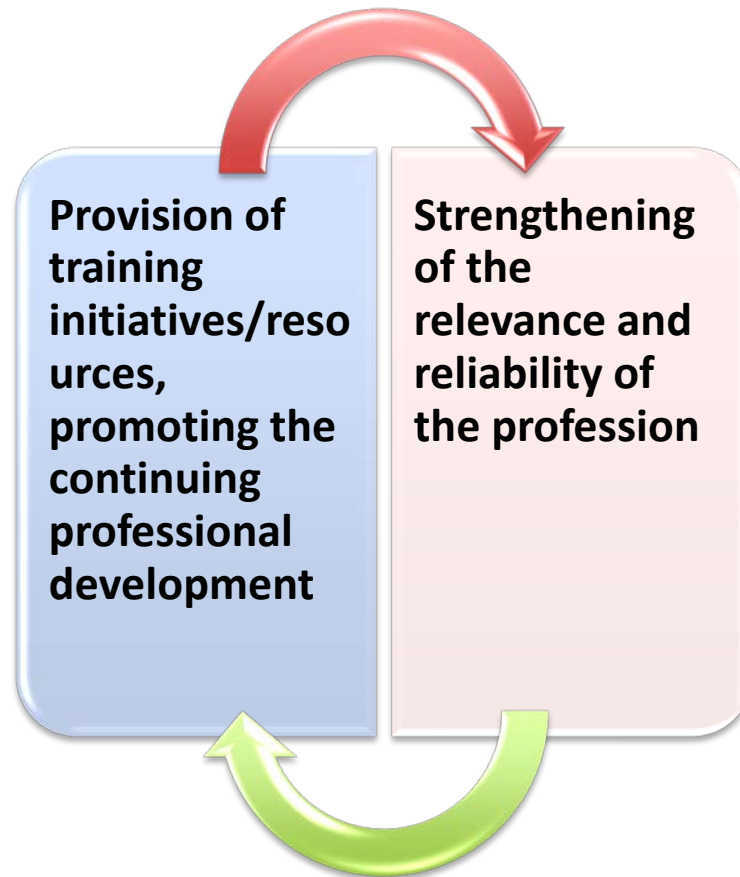 Provision of
training
initiatives/reso
urces,
promoting the
continuing
professional
development
Strengthening
of the
relevance and
reliability of
the profession